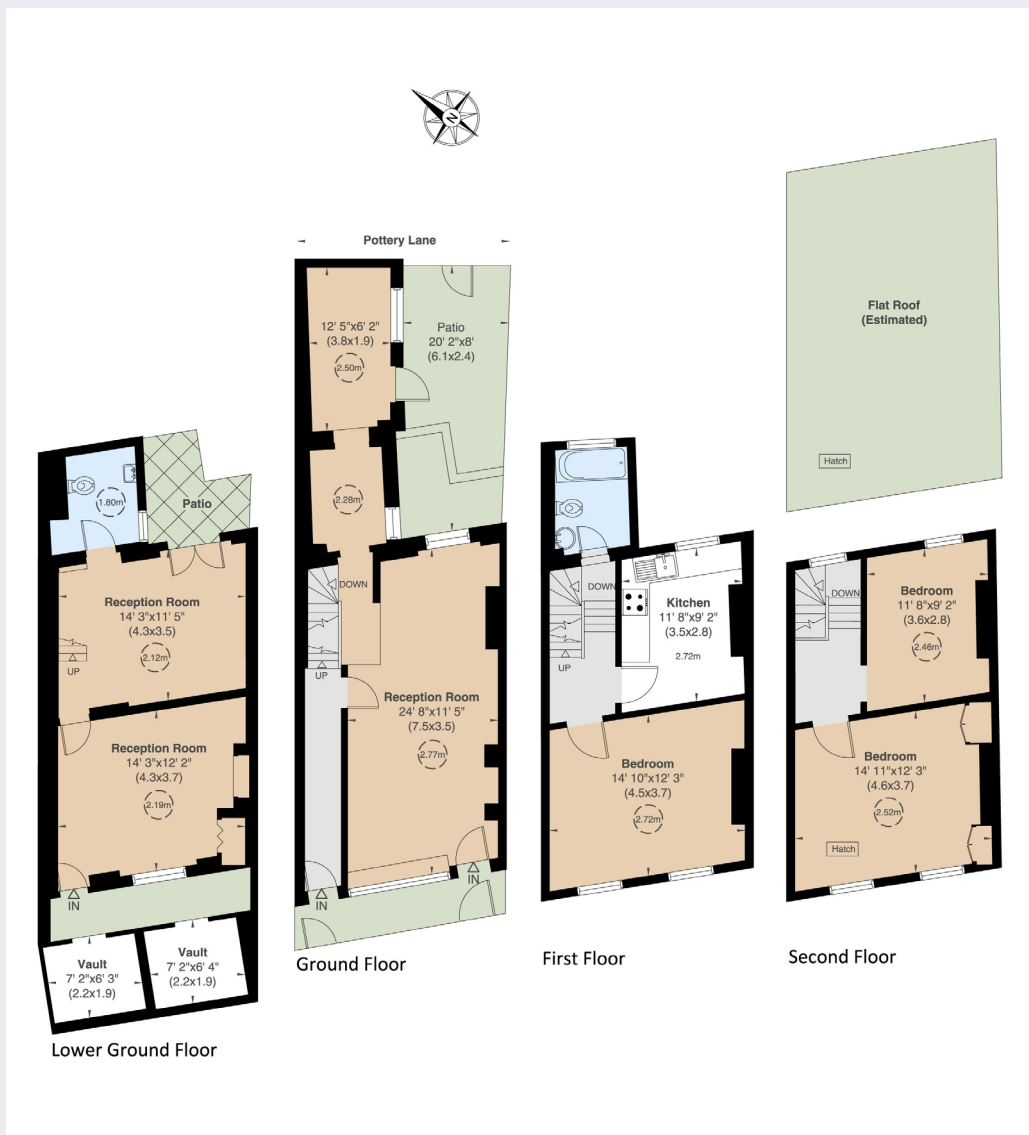 N
Pottery Lane
12' 5"x6' 2"
(3.8x1.9)
2.50m
Patio
20' 2"x8'
(6.1x2.4)
2.28m
DOWN
UP
Reception Room
24' 8"x11' 5"
(7.5x3.5)
2.77m
IN
IN
Ground Floor
1.80m
Patio
Reception Room
14' 3"x11' 5"
(4.3x3.5)
2.12m
UP
Reception Room
14' 3"x12' 2"
(4.3x3.7)
2.19m
IN
Vault
7' 2"x6' 3"
(2.2x1.9)
Vault
7' 2"x6' 4"
(2.2x1.9)
Lower Ground Floor
DOWN
UP
Kitchen
11' 8"x9' 2"
(3.5x2.8)
2.72m
Bedroom
14' 10"x12' 3"
(4.5x3.7)
2.72m
First Floor
Flat Roof
(Estimated)
Hatch
DOWN
Bedroom
11' 8"x9' 2"
(3.6x2.8)
2.46m
Bedroom
14' 11"x12' 3"
(4.6x3.7)
2.52m
Hatch
Second Floor